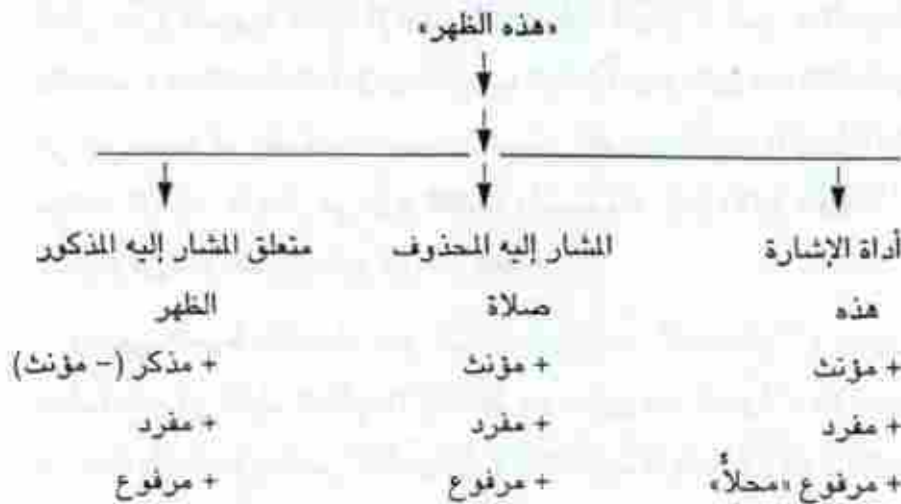 «هذه الظهر»
أداة الإشارة المشار إليه المحذوف متعلق المشار إليه المذكور
هذه صلاة الظهر
+ مؤنث + مؤنث + مذكر (– مؤنث)
+ مفرد + مفرد + مفرد
+ مرفوع «محلاً» + مرفوع + مرفوع